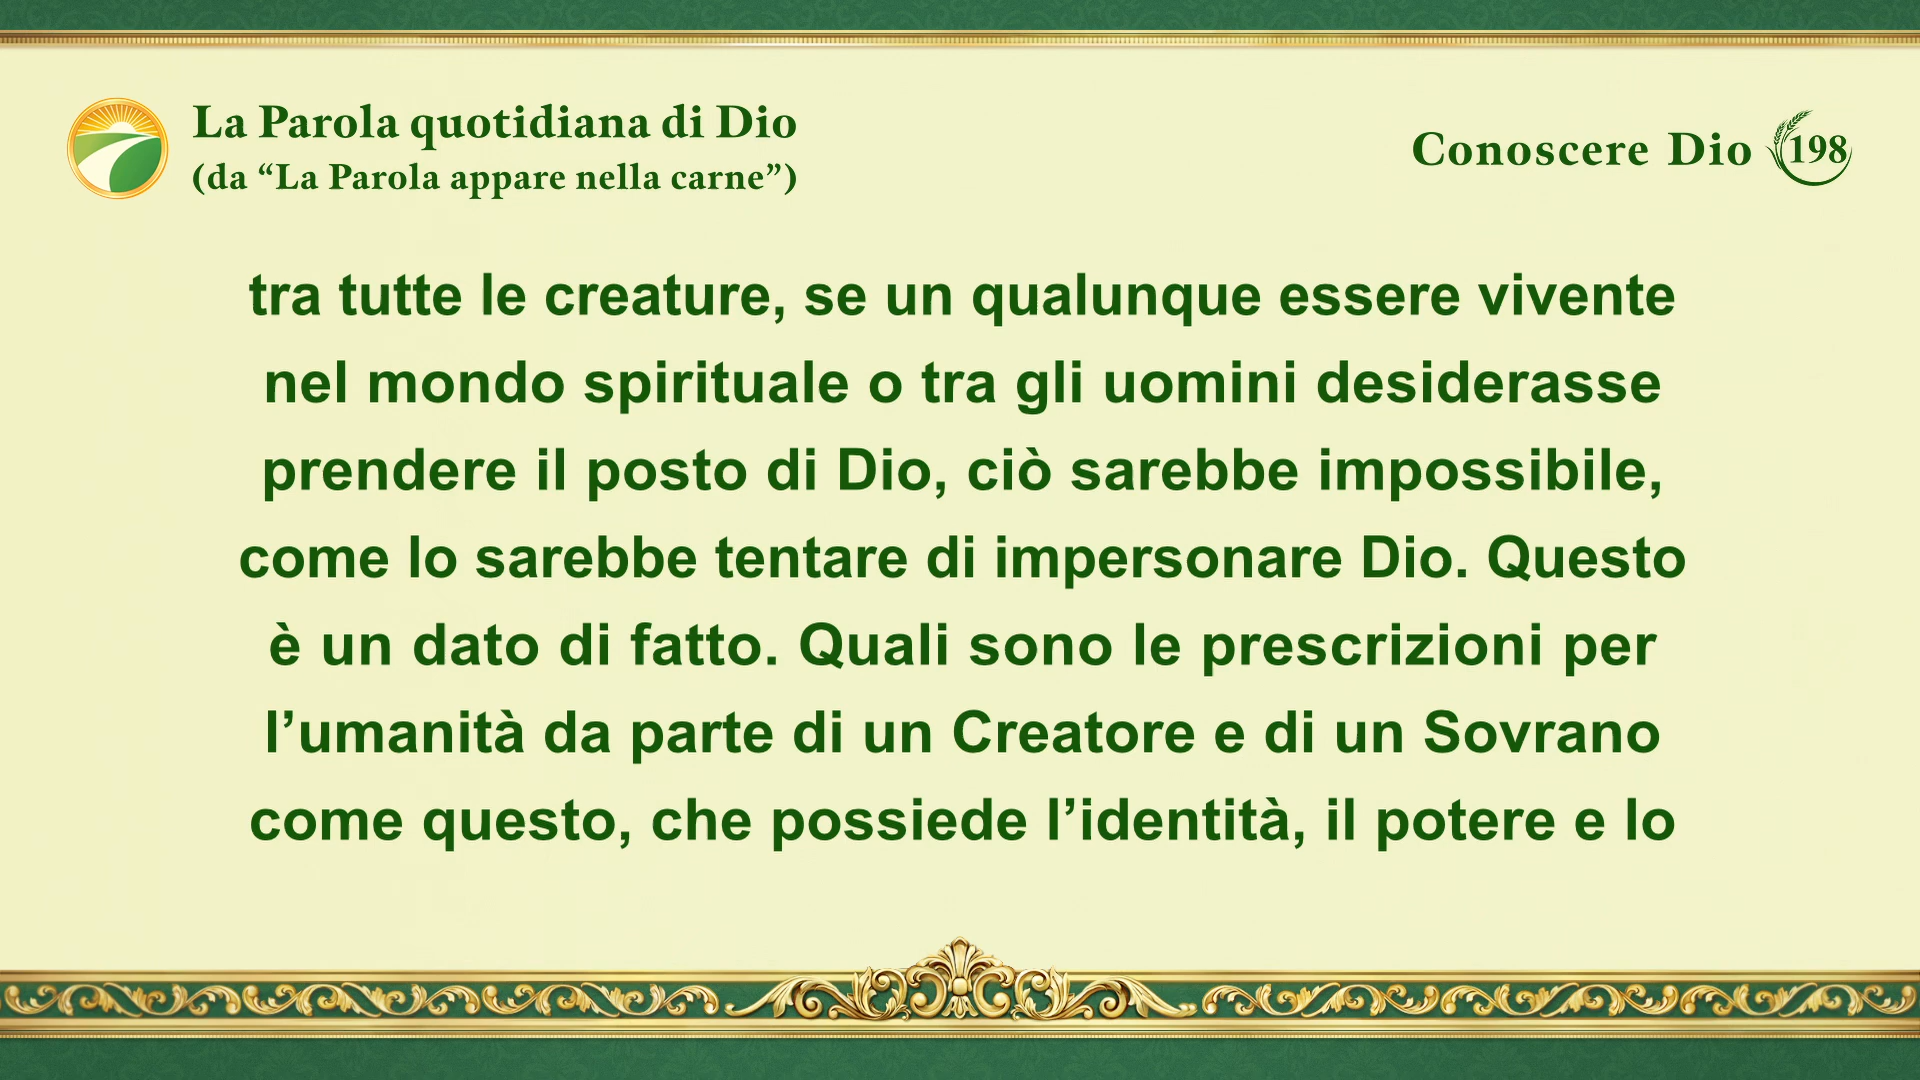 La Parola quotidiana di Dio
(da “La Parola appare nella carne”)
Conoscere Dio 198
tra tutte le creature, se un qualunque essere vivente
nel mondo spirituale o tra gli uomini desiderasse
prendere il posto di Dio, ciò sarebbe impossibile,
come lo sarebbe tentare di impersonare Dio. Questo
è un dato di fatto. Quali sono le prescrizioni per
l’umanità da parte di un Creatore e di un Sovrano
come questo, che possiede l’identità, il potere e lo